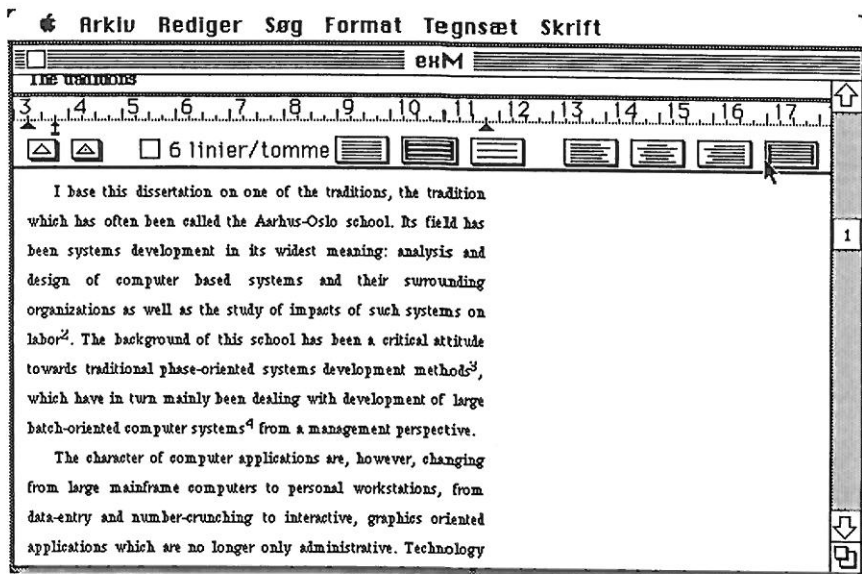 Arkiv Rediger Søg Format Tegnsæt Skrift
exM
The traditions
3 4 5 6 7 8 9 10 11 12 13 14 15 16 17
6 linier/tomme
I base this dissertation on one of the traditions, the tradition
which has often been called the Aarhus-Oslo school. Its field has
been systems development in its widest meaning: analysis and
design of computer based systems and their surrounding
organizations as well as the study of impacts of such systems on
labor2. The background of this school has been a critical attitude
towards traditional phase-oriented systems development methods3,
which have in turn mainly been dealing with development of large
batch-oriented computer systems4 from a management perspective.
The character of computer applications are, however, changing
from large mainframe computers to personal workstations, from
data-entry and number-crunching to interactive, graphics oriented
applications which are no longer only administrative. Technology
1